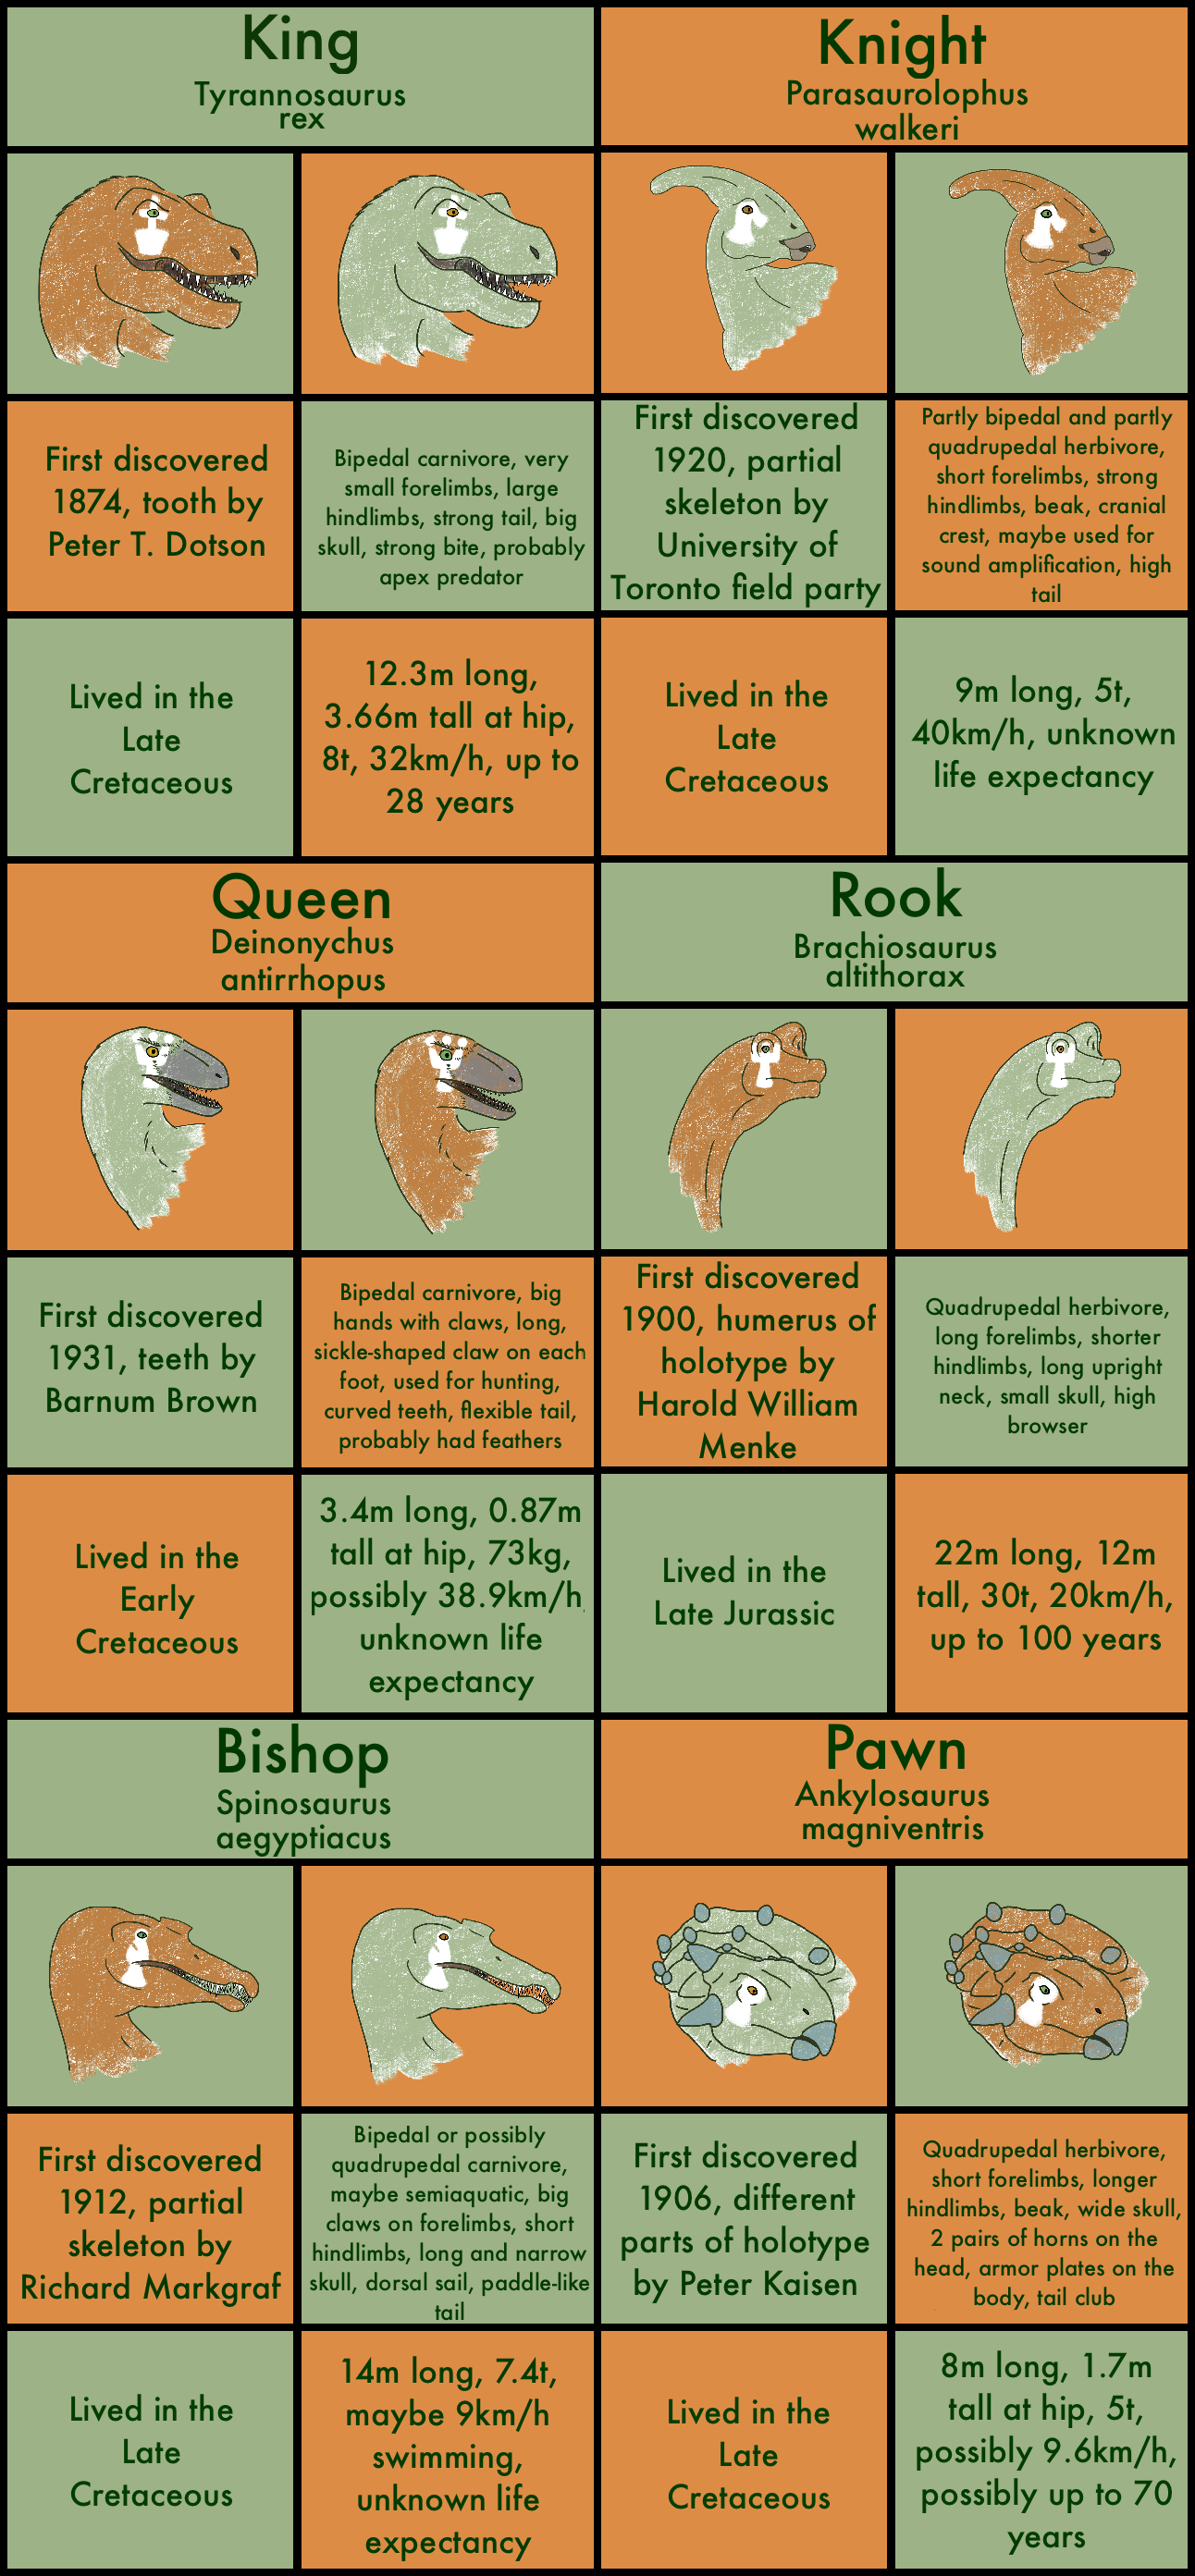 King
Tyrannosaurus
rex
Knight
Parasaurolophus
walkeri
First discovered
1874, tooth by
Peter T. Dotson
Bipedal carnivore, very
small forelimbs, large
hindlimbs, strong tail, big
skull, strong bite, probably
apex predator
First discovered
1920, partial
skeleton by
University of
Toronto field party
Partly bipedal and partly
quadrupedal herbivore,
short forelimbs, strong
hindlimbs, beak, cranial
crest, maybe used for
sound amplification, high
tail
Lived in the
Late
Cretaceous
12.3m long,
3.66m tall at hip,
8t, 32km/h, up to
28 years
Lived in the
Late
Cretaceous
9m long, 5t,
40km/h, unknown
life expectancy
Queen
Deinonychus
antirrhopus
Rook
Brachiosaurus
altithorax
First discovered
1931, teeth by
Barnum Brown
Bipedal carnivore, big
hands with claws, long,
sickle-shaped claw on each
foot, used for hunting,
curved teeth, flexible tail,
probably had feathers
First discovered
1900, humerus of
holotype by
Harold William
Menke
Quadrupedal herbivore,
long forelimbs, shorter
hindlimbs, long upright
neck, small skull, high
browser
Lived in the
Early
Cretaceous
3.4m long, 0.87m
tall at hip, 73kg,
possibly 38.9km/h,
unknown life
expectancy
Lived in the
Late Jurassic
22m long, 12m
tall, 30t, 20km/h,
up to 100 years
Bishop
Spinosaurus
aegyptiacus
Pawn
Ankylosaurus
magniventris
First discovered
1912, partial
skeleton by
Richard Markgraf
Bipedal or possibly
quadrupedal carnivore,
maybe semiaquatic, big
claws on forelimbs, short
hindlimbs, long and narrow
skull, dorsal sail, paddle-like
tail
First discovered
1906, different
parts of holotype
by Peter Kaisen
Quadrupedal herbivore,
short forelimbs, longer
hindlimbs, beak, wide skull,
2 pairs of horns on the
head, armor plates on the
body, tail club
Lived in the
Late
Cretaceous
14m long, 7.4t,
maybe 9km/h
swimming,
unknown life
expectancy
Lived in the
Late
Cretaceous
8m long, 1.7m
tall at hip, 5t,
possibly 9.6km/h,
possibly up to 70
years